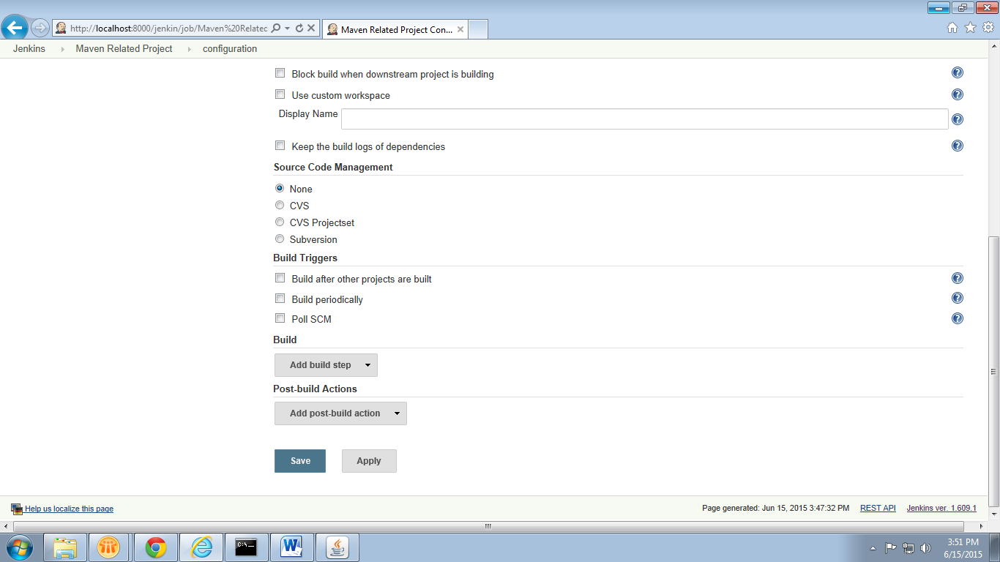 http://localhost:8000/jenkin/job/Maven%20Related
Maven Related Project Con...
Jenkins Maven Related Project configuration
Block build when downstream project is building
Use custom workspace
Display Name
Keep the build logs of dependencies
Source Code Management
None
CVS
CVS Projectset
Subversion
Build Triggers
Build after other projects are built
Build periodically
Poll SCM
Build
Add build step
Post-build Actions
Add post-build action
Save Apply
Help us localize this page Page generated: Jun 15, 2015 3:47:32 PM REST API Jenkins ver. 1.609.1
C:\
W
3:51 PM
6/15/2015